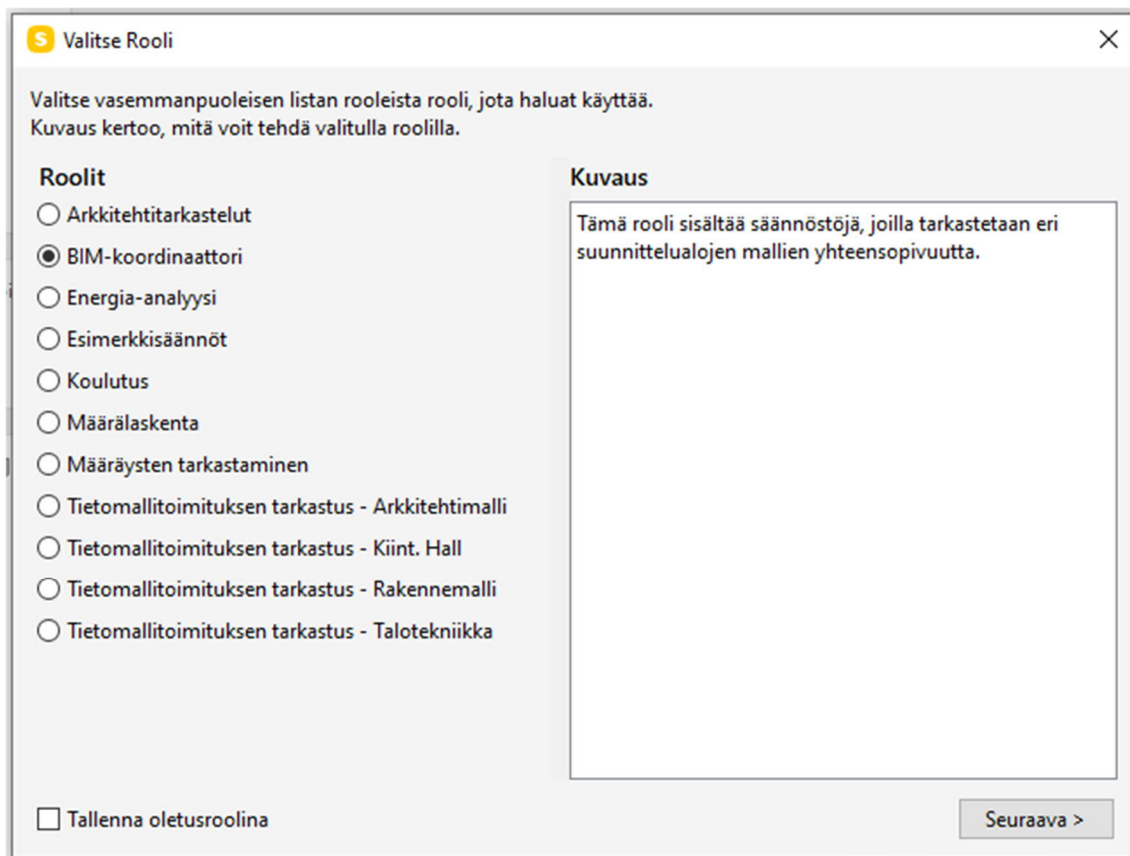 S Valitse Rooli
Valitse vasemmanpuoleisen listan rooleista rooli, jota haluat käyttää.
Kuvaus kertoo, mitä voit tehdä valitulla roolilla.
Roolit
Arkkitehtitarkastelut
BIM-koordinaattori
Energia-analyysi
Esimerkkisäännöt
Koulutus
Määrälaskenta
Määräysten tarkastaminen
Tietomallitoimituksen tarkastus - Arkkitehtimalli
Tietomallitoimituksen tarkastus - Kiint. Hall
Tietomallitoimituksen tarkastus - Rakennemalli
Tietomallitoimituksen tarkastus - Talotekniikka
Kuvaus
Tämä rooli sisältää säännöstöjä, joilla tarkastetaan eri
suunnittelualojen mallien yhteensopivuutta.
Tallenna oletusroolina
Seuraava >